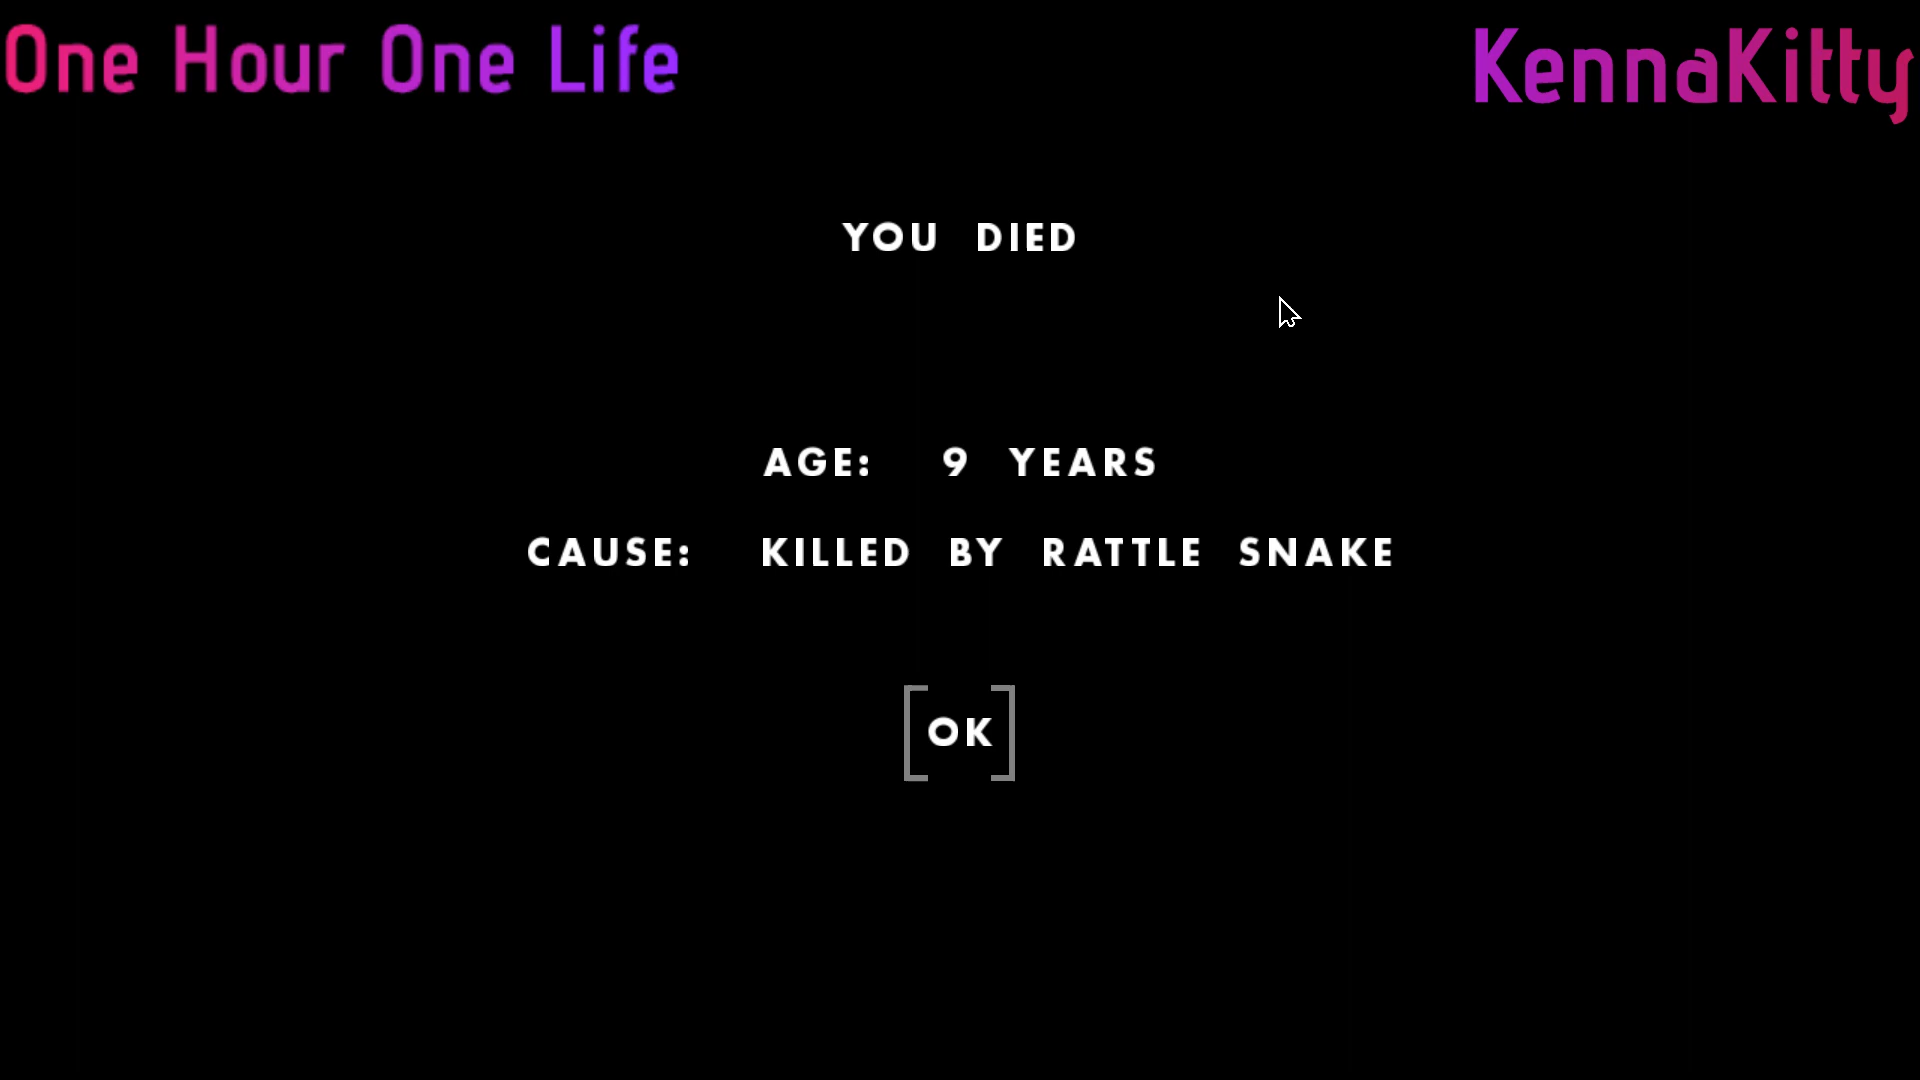 One Hour One Life
KennaKitty
YOU DIED
AGE: 9 YEARS
CAUSE: KILLED BY RATTLE SNAKE
OK